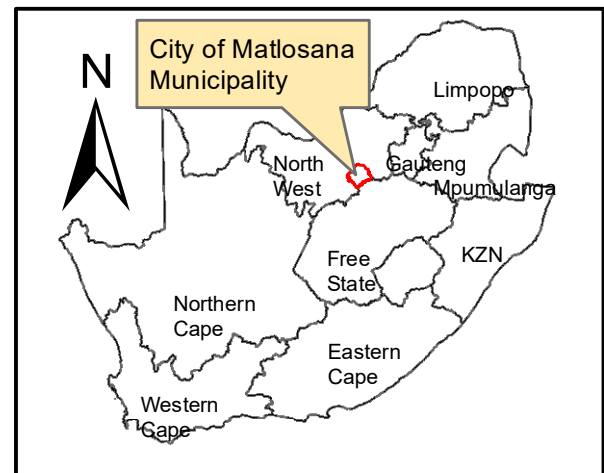 City of Matlosana
Municipality
N
Limpopo
North
West
Gauteng
Mpumulanga
Free
State
KZN
Northern
Cape
Eastern
Cape
Western
Cape